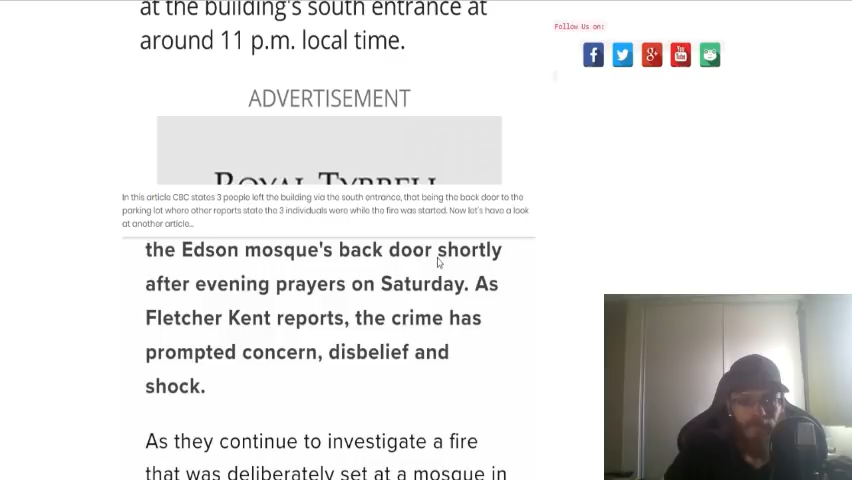 at the building's south entrance at
around 11 p.m. local time.
Follow Us on:
ADVERTISEMENT
ROYAL TYRRELL
In this article CBC states 3 people left the building via the south entrance, that being the back door to the
parking lot where other reports state the 3 individuals were while the fire was started. Now let's have a look
at another article...
the Edson mosque's back door shortly
after evening prayers on Saturday. As
Fletcher Kent reports, the crime has
prompted concern, disbelief and
shock.
As they continue to investigate a fire
that was deliberately set at a mosque in